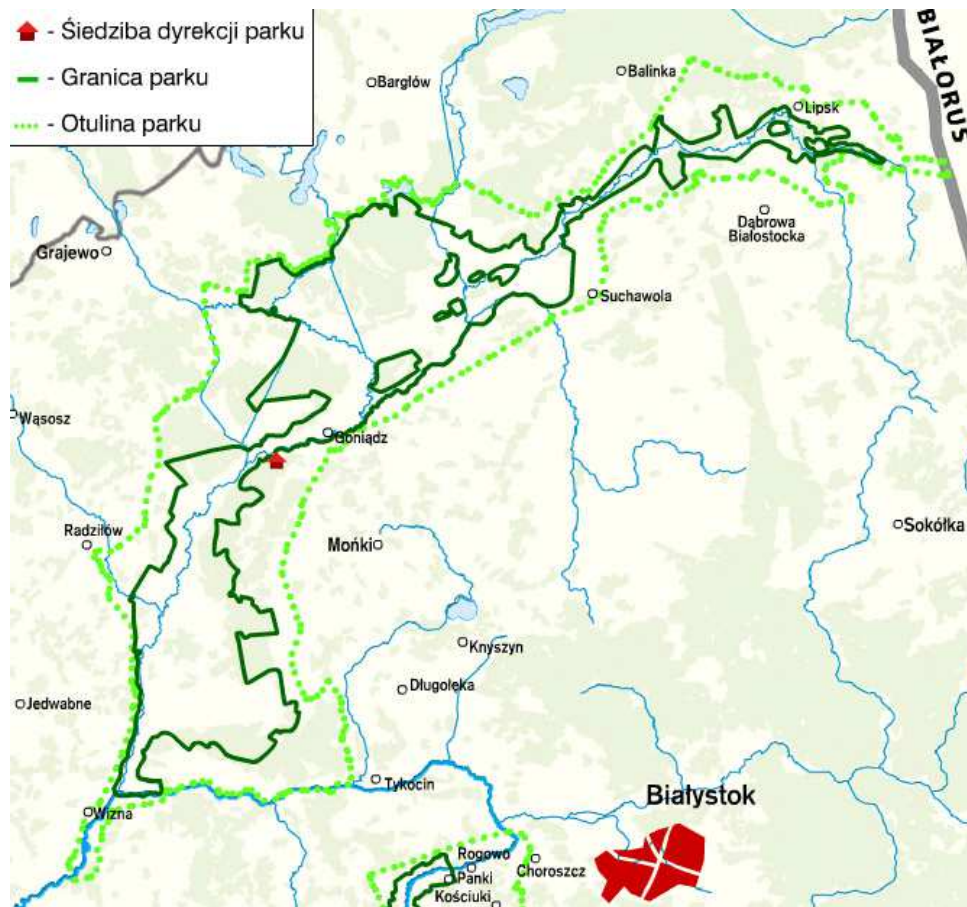 - Śiedziba dyrekcji parku
- Granica parku
- Otulina parku
BIAŁORUŚ
Bargłów
Balinka
Lipsk
Dąbrowa
Białostocka
Grajewo
Suchawola
Wąsosz
Goniądz
Radziłów
Mońki
Sokółka
Knyszyn
Jedwabne
Długołęka
Tykocin
Wizna
Białystok
Rogowo
Panki
Choroszcz
Kościuki